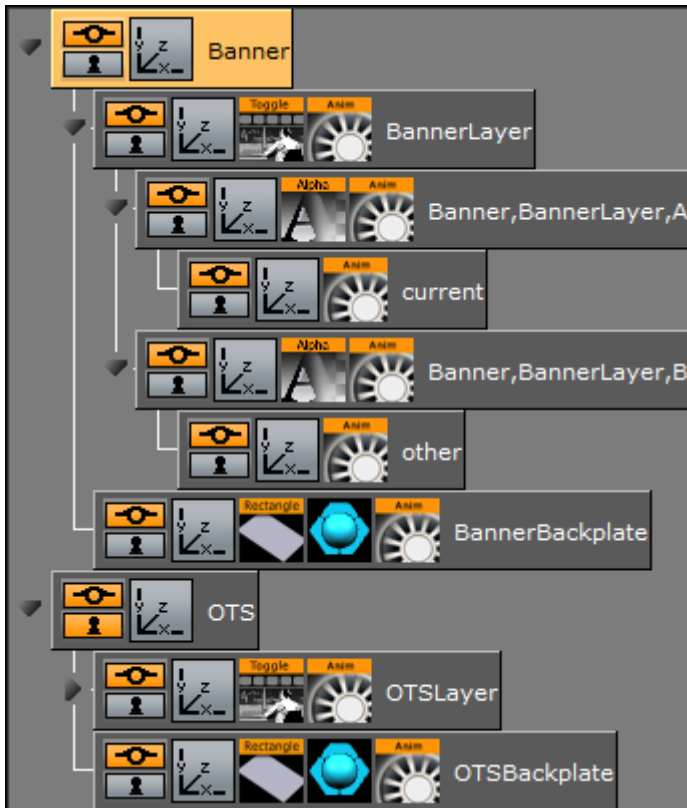 Banner
Toggle Anim BannerLayer
Alpha Anim Banner,BannerLayer,A
Anim current
Alpha Anim Banner,BannerLayer,B
Anim other
Rectangle Anim BannerBackplate
OTS
Toggle Anim OTSLayer
Rectangle Anim OTSBackplate